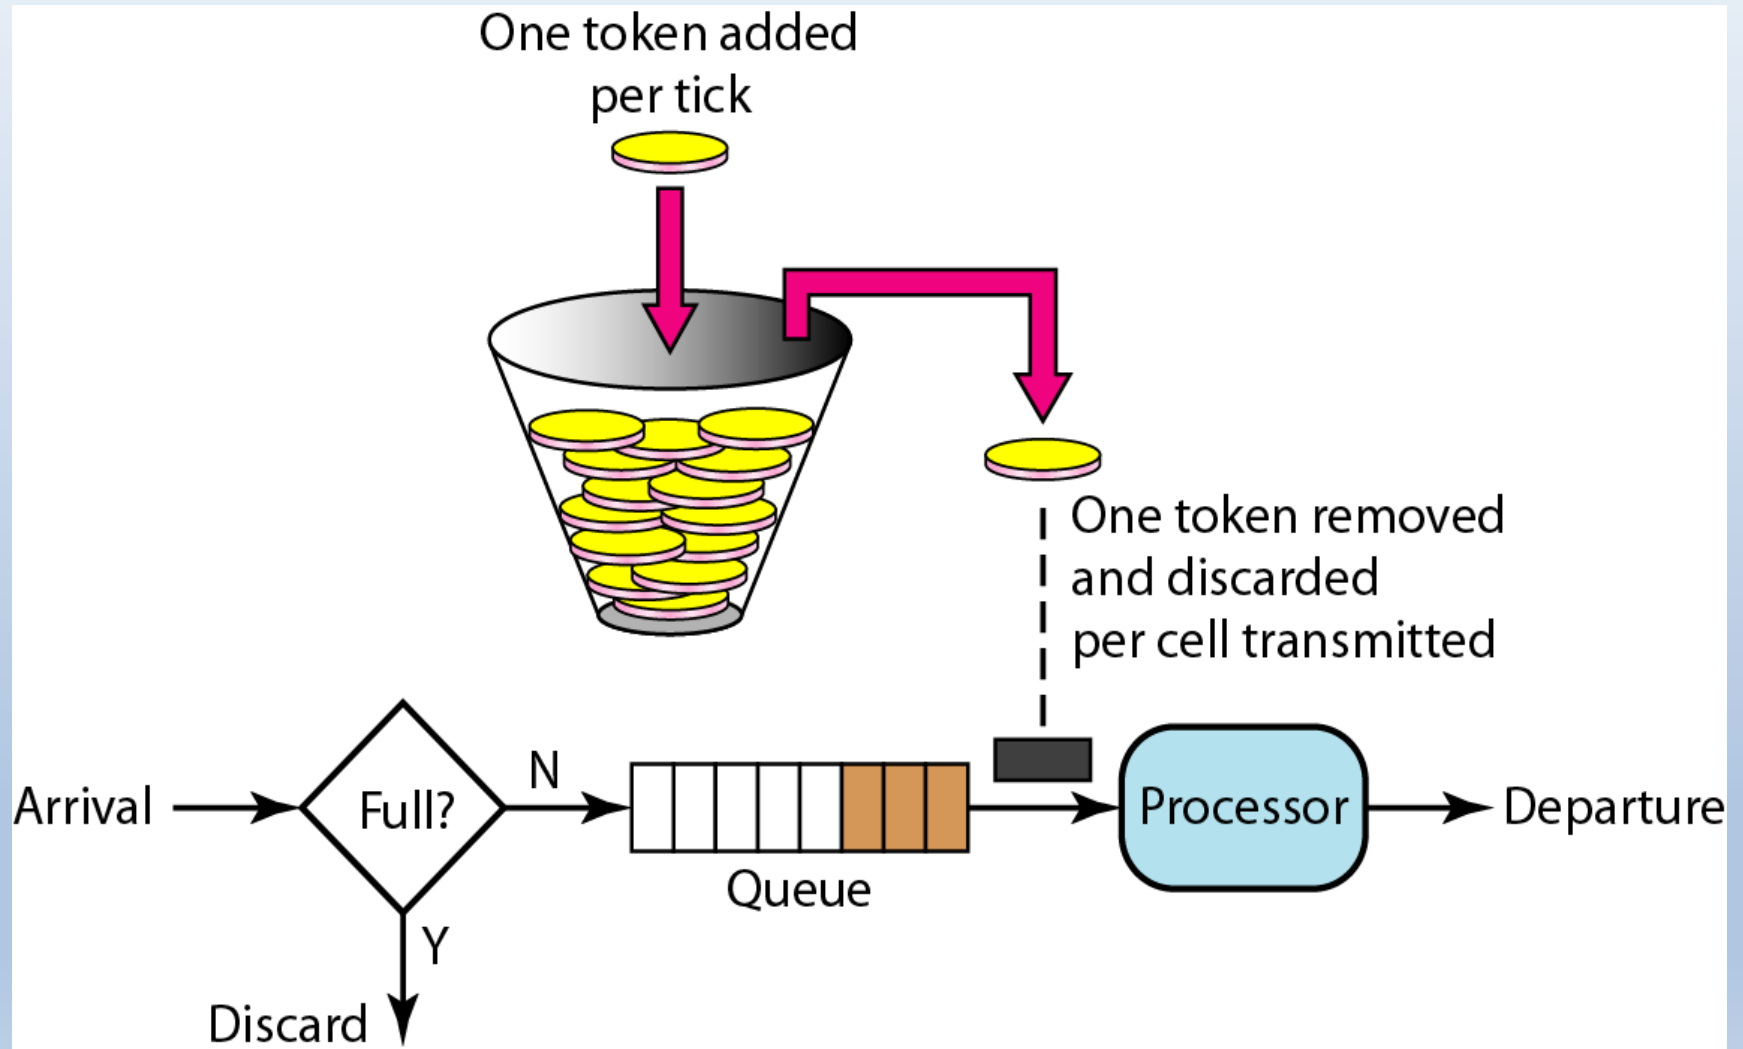 One token added
per tick
One token removed
and discarded
per cell transmitted
Arrival
Full?
N
Y
Discard
Queue
Processor
Departure